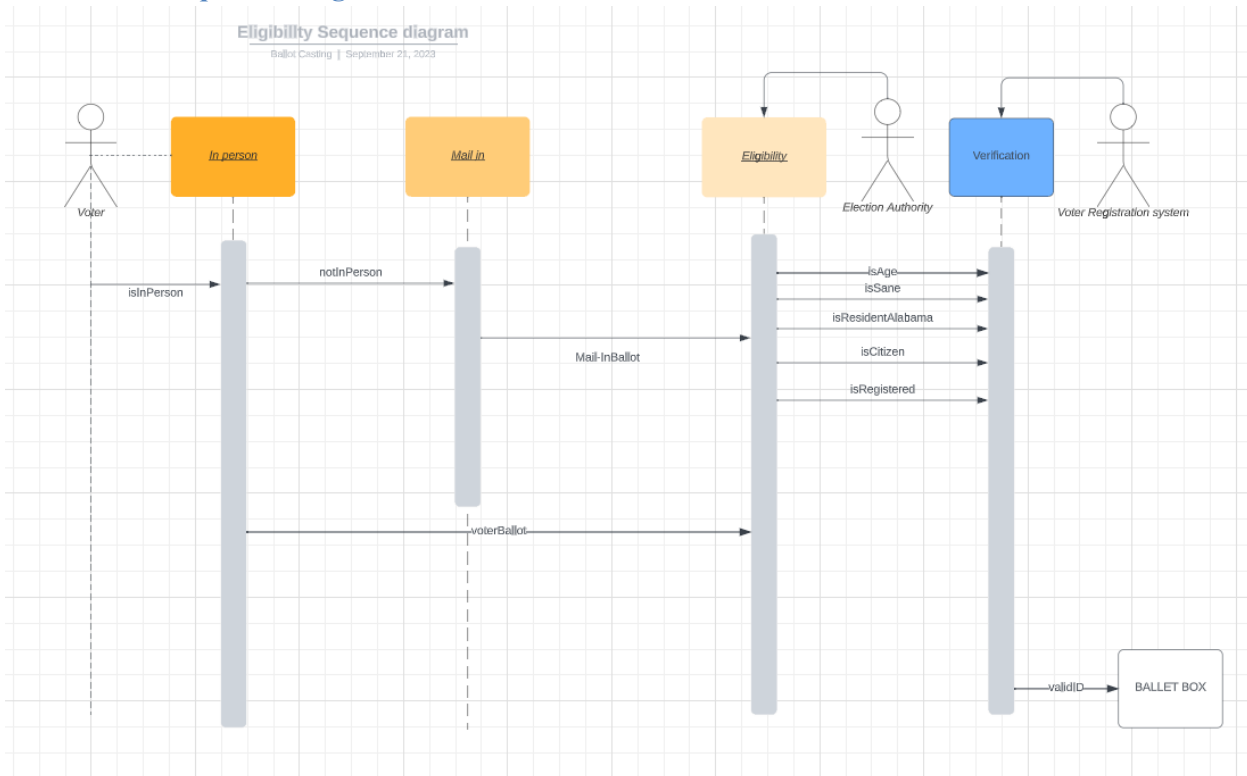 Eligibility Sequence diagram
Ballot Casting | September 21, 2023
In person
Mail in
Eligibility
Verification
Voter
Election Authority
Voter Registration system
isInPerson
notInPerson
isAge
isSane
isResidentAlabama
Mail-InBallot
isCitizen
isRegistered
voterBallot
validID
BALLET BOX